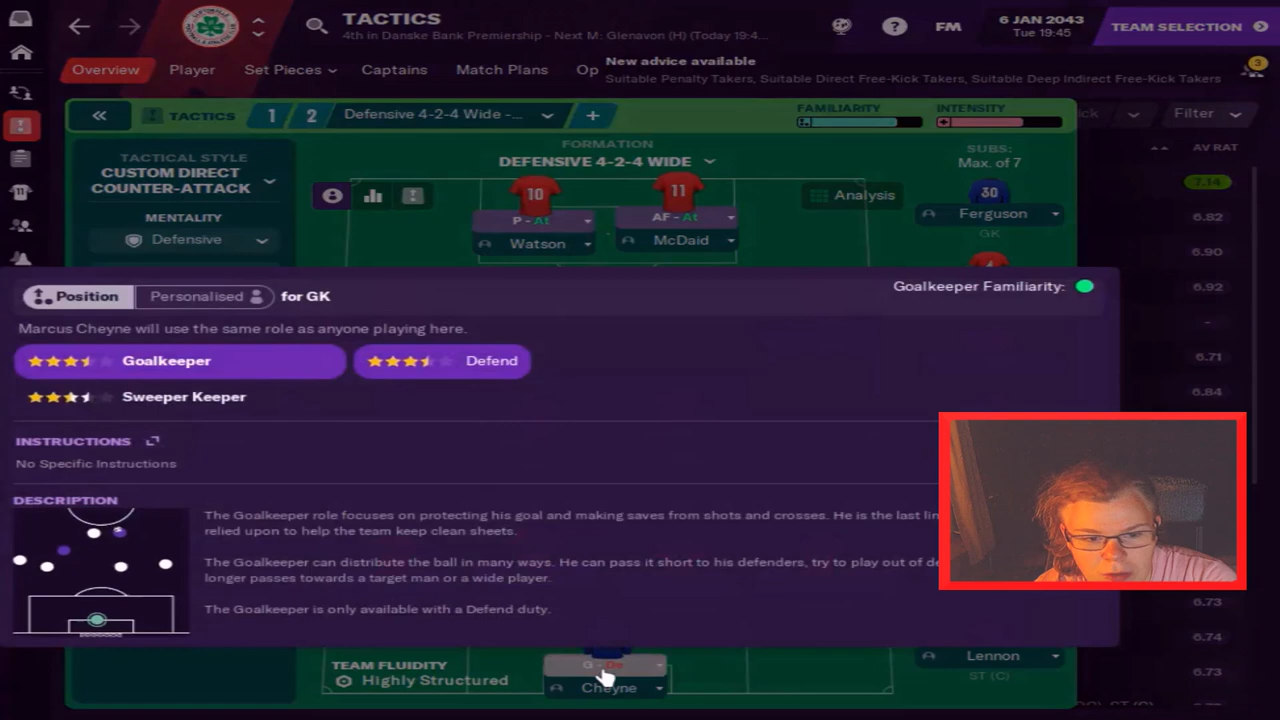 TACTICS
4th in Danske Bank Premiership - Next M: Glenavon (H) (Today 19:4...
?
FM
6 JAN 2043
Tue 19:45
TEAM SELECTION
Overview
Player
Set Pieces
Captains
Match Plans
Op
New advice available
Suitable Penalty Takers, Suitable Direct Free-Kick Takers, Suitable Deep Indirect Free-Kick Takers
3
TACTICS
1
2
Defensive 4-2-4 Wide -...
+
FAMILIARITY
INTENSITY
ick
Filter
TACTICAL STYLE
CUSTOM DIRECT
COUNTER-ATTACK
MENTALITY
Defensive
FORMATION
DEFENSIVE 4-2-4 WIDE
Analysis
SUBS:
Max. of 7
AV RAT
10
P - At
Watson
11
AF - At
McDaid
30
Ferguson
GK
7.14
6.82
6.90
6.92
-
6.71
6.84
Position
Personalised
for GK
Goalkeeper Familiarity:
Marcus Cheyne will use the same role as anyone playing here.
Goalkeeper
Defend
Sweeper Keeper
INSTRUCTIONS
No Specific Instructions
DESCRIPTION
The Goalkeeper role focuses on protecting his goal and making saves from shots and crosses. He is the last
relied upon to help the team keep clean sheets.
The Goalkeeper can distribute the ball in many ways. He can pass it short to his defenders, try to play out of
longer passes towards a target man or a wide player.
The Goalkeeper is only available with a Defend duty.
6.73
6.74
6.73
TEAM FLUIDITY
Highly Structured
G - De
Cheyne
Lennon
ST (C)